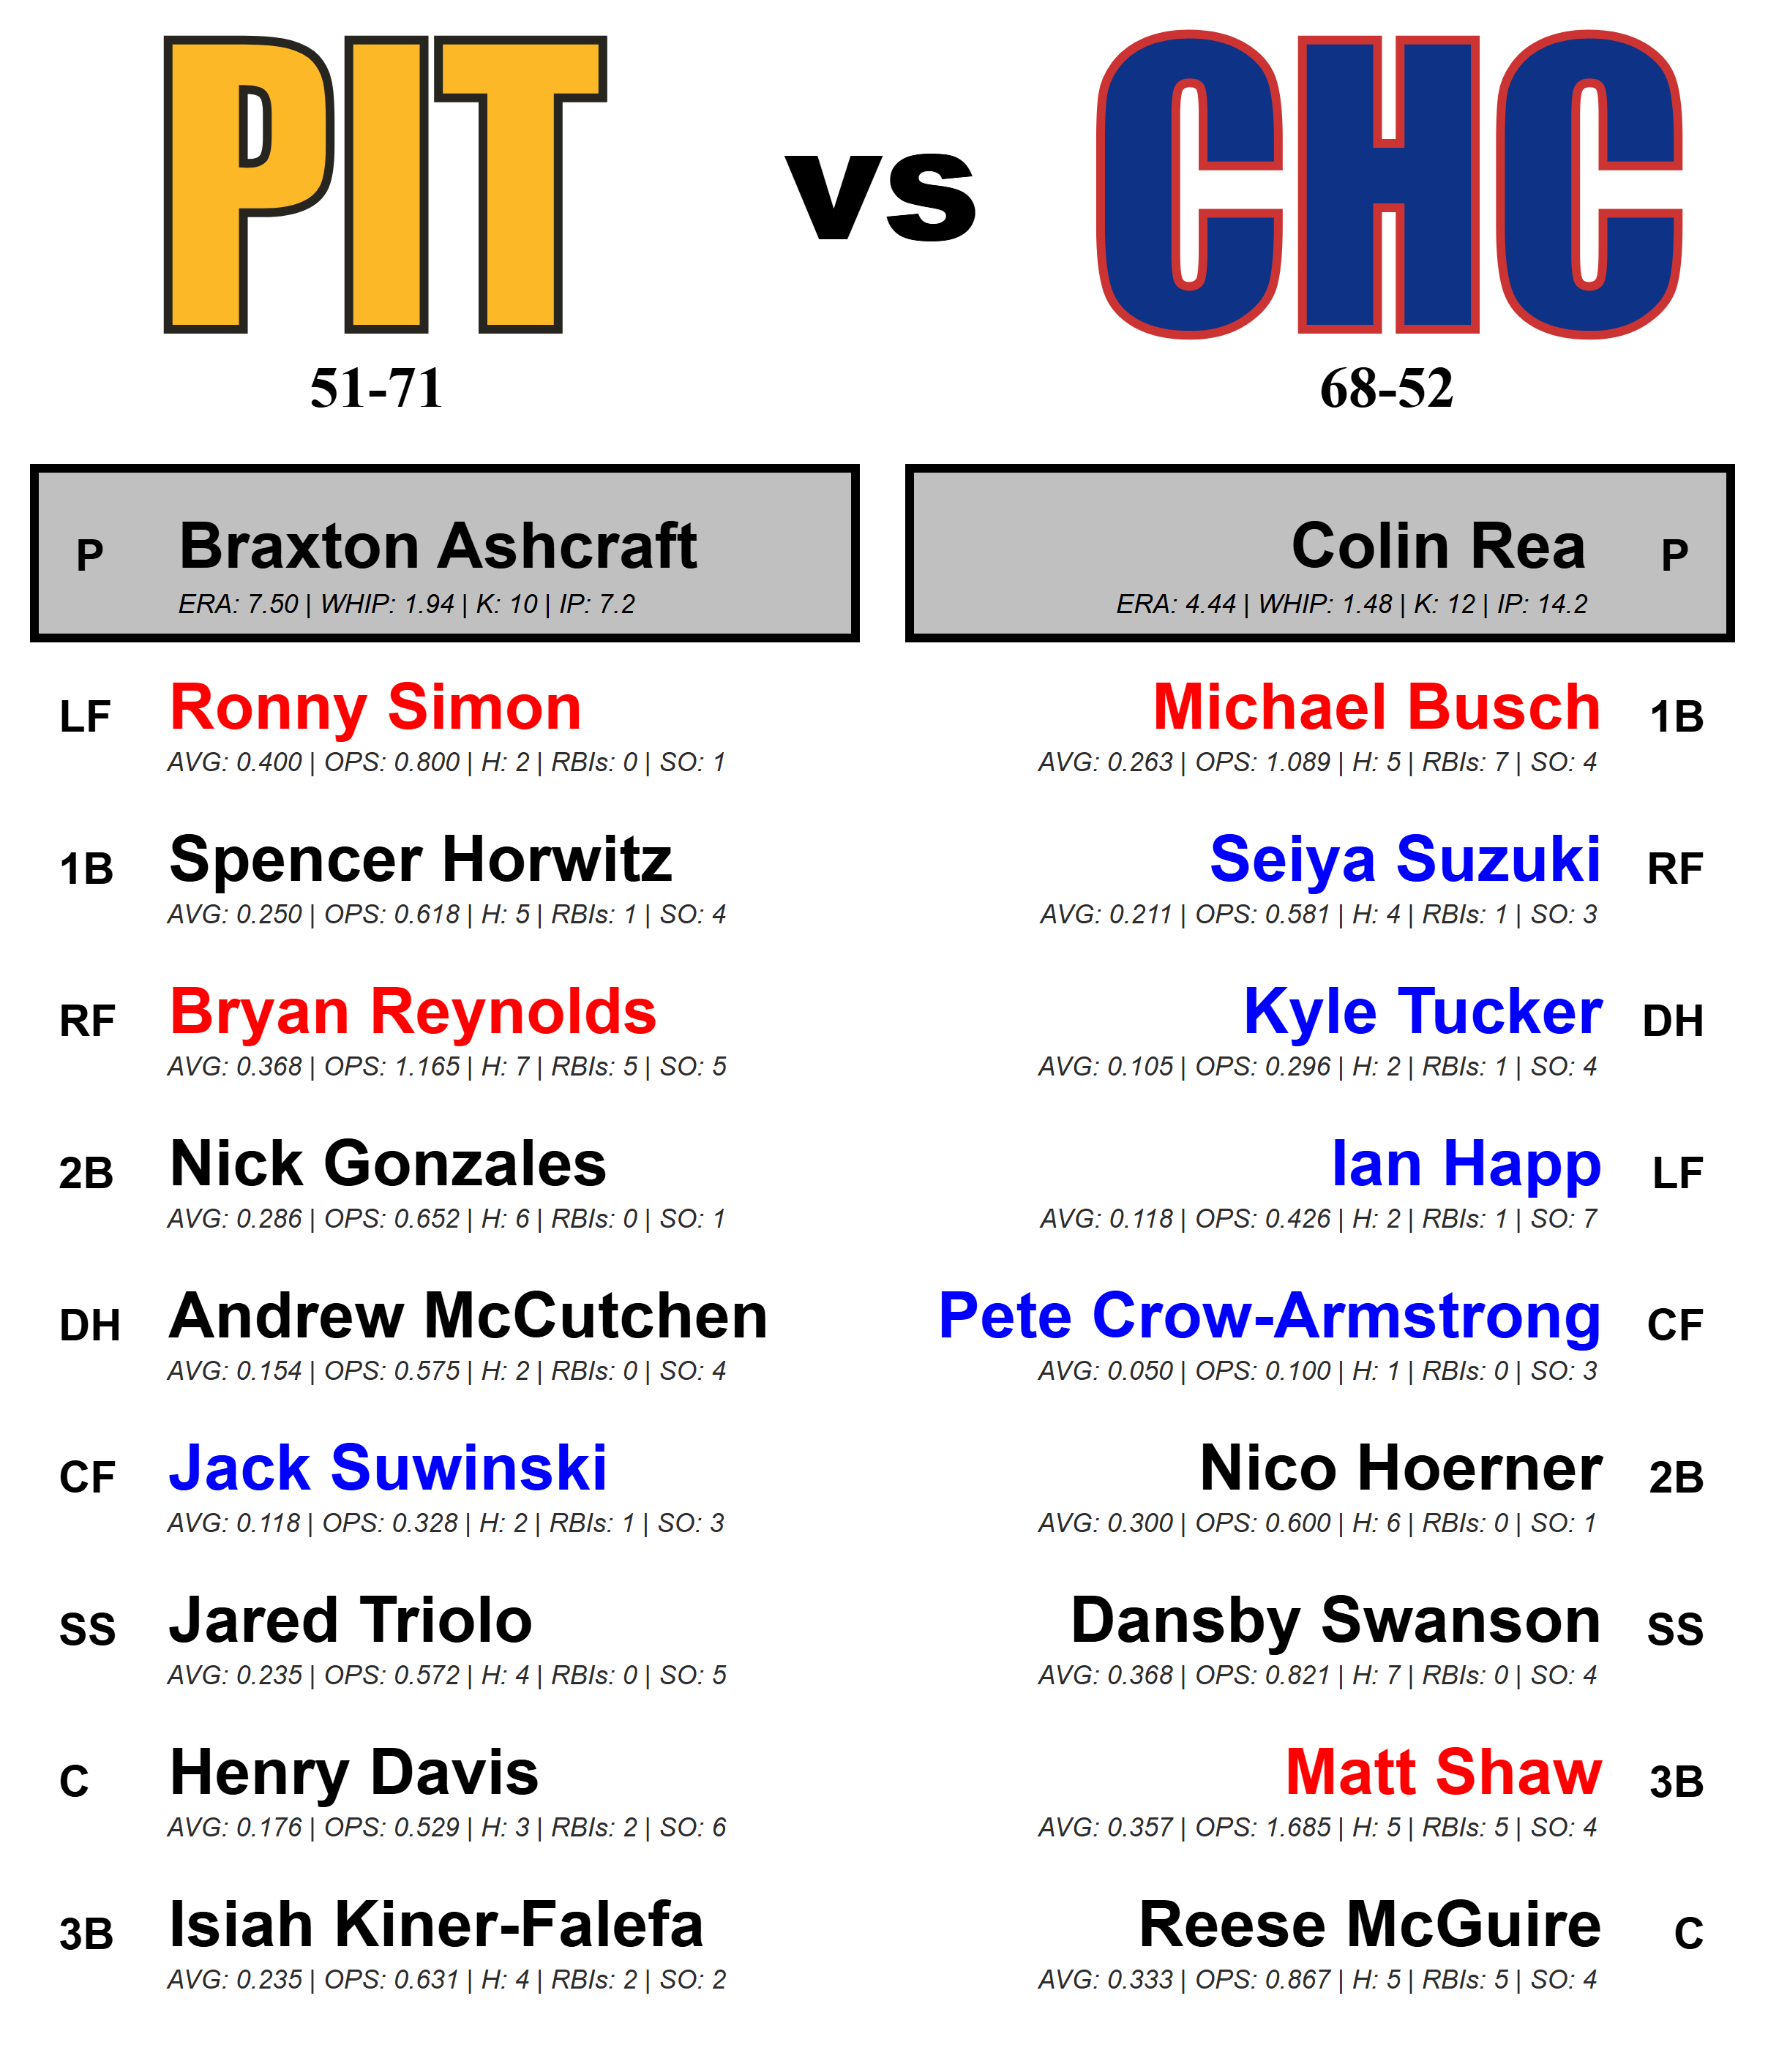 PIT vs CHC
51-71 68-52
P Braxton Ashcraft
ERA: 7.50 | WHIP: 1.94 | K: 10 | IP: 7.2
Colin Rea P
ERA: 4.44 | WHIP: 1.48 | K: 12 | IP: 14.2
LF Ronny Simon
AVG: 0.400 | OPS: 0.800 | H: 2 | RBIs: 0 | SO: 1
1B Spencer Horwitz
AVG: 0.250 | OPS: 0.618 | H: 5 | RBIs: 1 | SO: 4
RF Bryan Reynolds
AVG: 0.368 | OPS: 1.165 | H: 7 | RBIs: 5 | SO: 5
2B Nick Gonzales
AVG: 0.286 | OPS: 0.652 | H: 6 | RBIs: 0 | SO: 1
DH Andrew McCutchen
AVG: 0.154 | OPS: 0.575 | H: 2 | RBIs: 0 | SO: 4
CF Jack Suwinski
AVG: 0.118 | OPS: 0.328 | H: 2 | RBIs: 1 | SO: 3
SS Jared Triolo
AVG: 0.235 | OPS: 0.572 | H: 4 | RBIs: 0 | SO: 5
C Henry Davis
AVG: 0.176 | OPS: 0.529 | H: 3 | RBIs: 2 | SO: 6
3B Isiah Kiner-Falefa
AVG: 0.235 | OPS: 0.631 | H: 4 | RBIs: 2 | SO: 2
Michael Busch 1B
AVG: 0.263 | OPS: 1.089 | H: 5 | RBIs: 7 | SO: 4
Seiya Suzuki RF
AVG: 0.211 | OPS: 0.581 | H: 4 | RBIs: 1 | SO: 3
Kyle Tucker DH
AVG: 0.105 | OPS: 0.296 | H: 2 | RBIs: 1 | SO: 4
Ian Happ LF
AVG: 0.118 | OPS: 0.426 | H: 2 | RBIs: 1 | SO: 7
Pete Crow-Armstrong CF
AVG: 0.050 | OPS: 0.100 | H: 1 | RBIs: 0 | SO: 3
Nico Hoerner 2B
AVG: 0.300 | OPS: 0.600 | H: 6 | RBIs: 0 | SO: 1
Dansby Swanson SS
AVG: 0.368 | OPS: 0.821 | H: 7 | RBIs: 0 | SO: 4
Matt Shaw 3B
AVG: 0.357 | OPS: 1.685 | H: 5 | RBIs: 5 | SO: 4
Reese McGuire C
AVG: 0.333 | OPS: 0.867 | H: 5 | RBIs: 5 | SO: 4